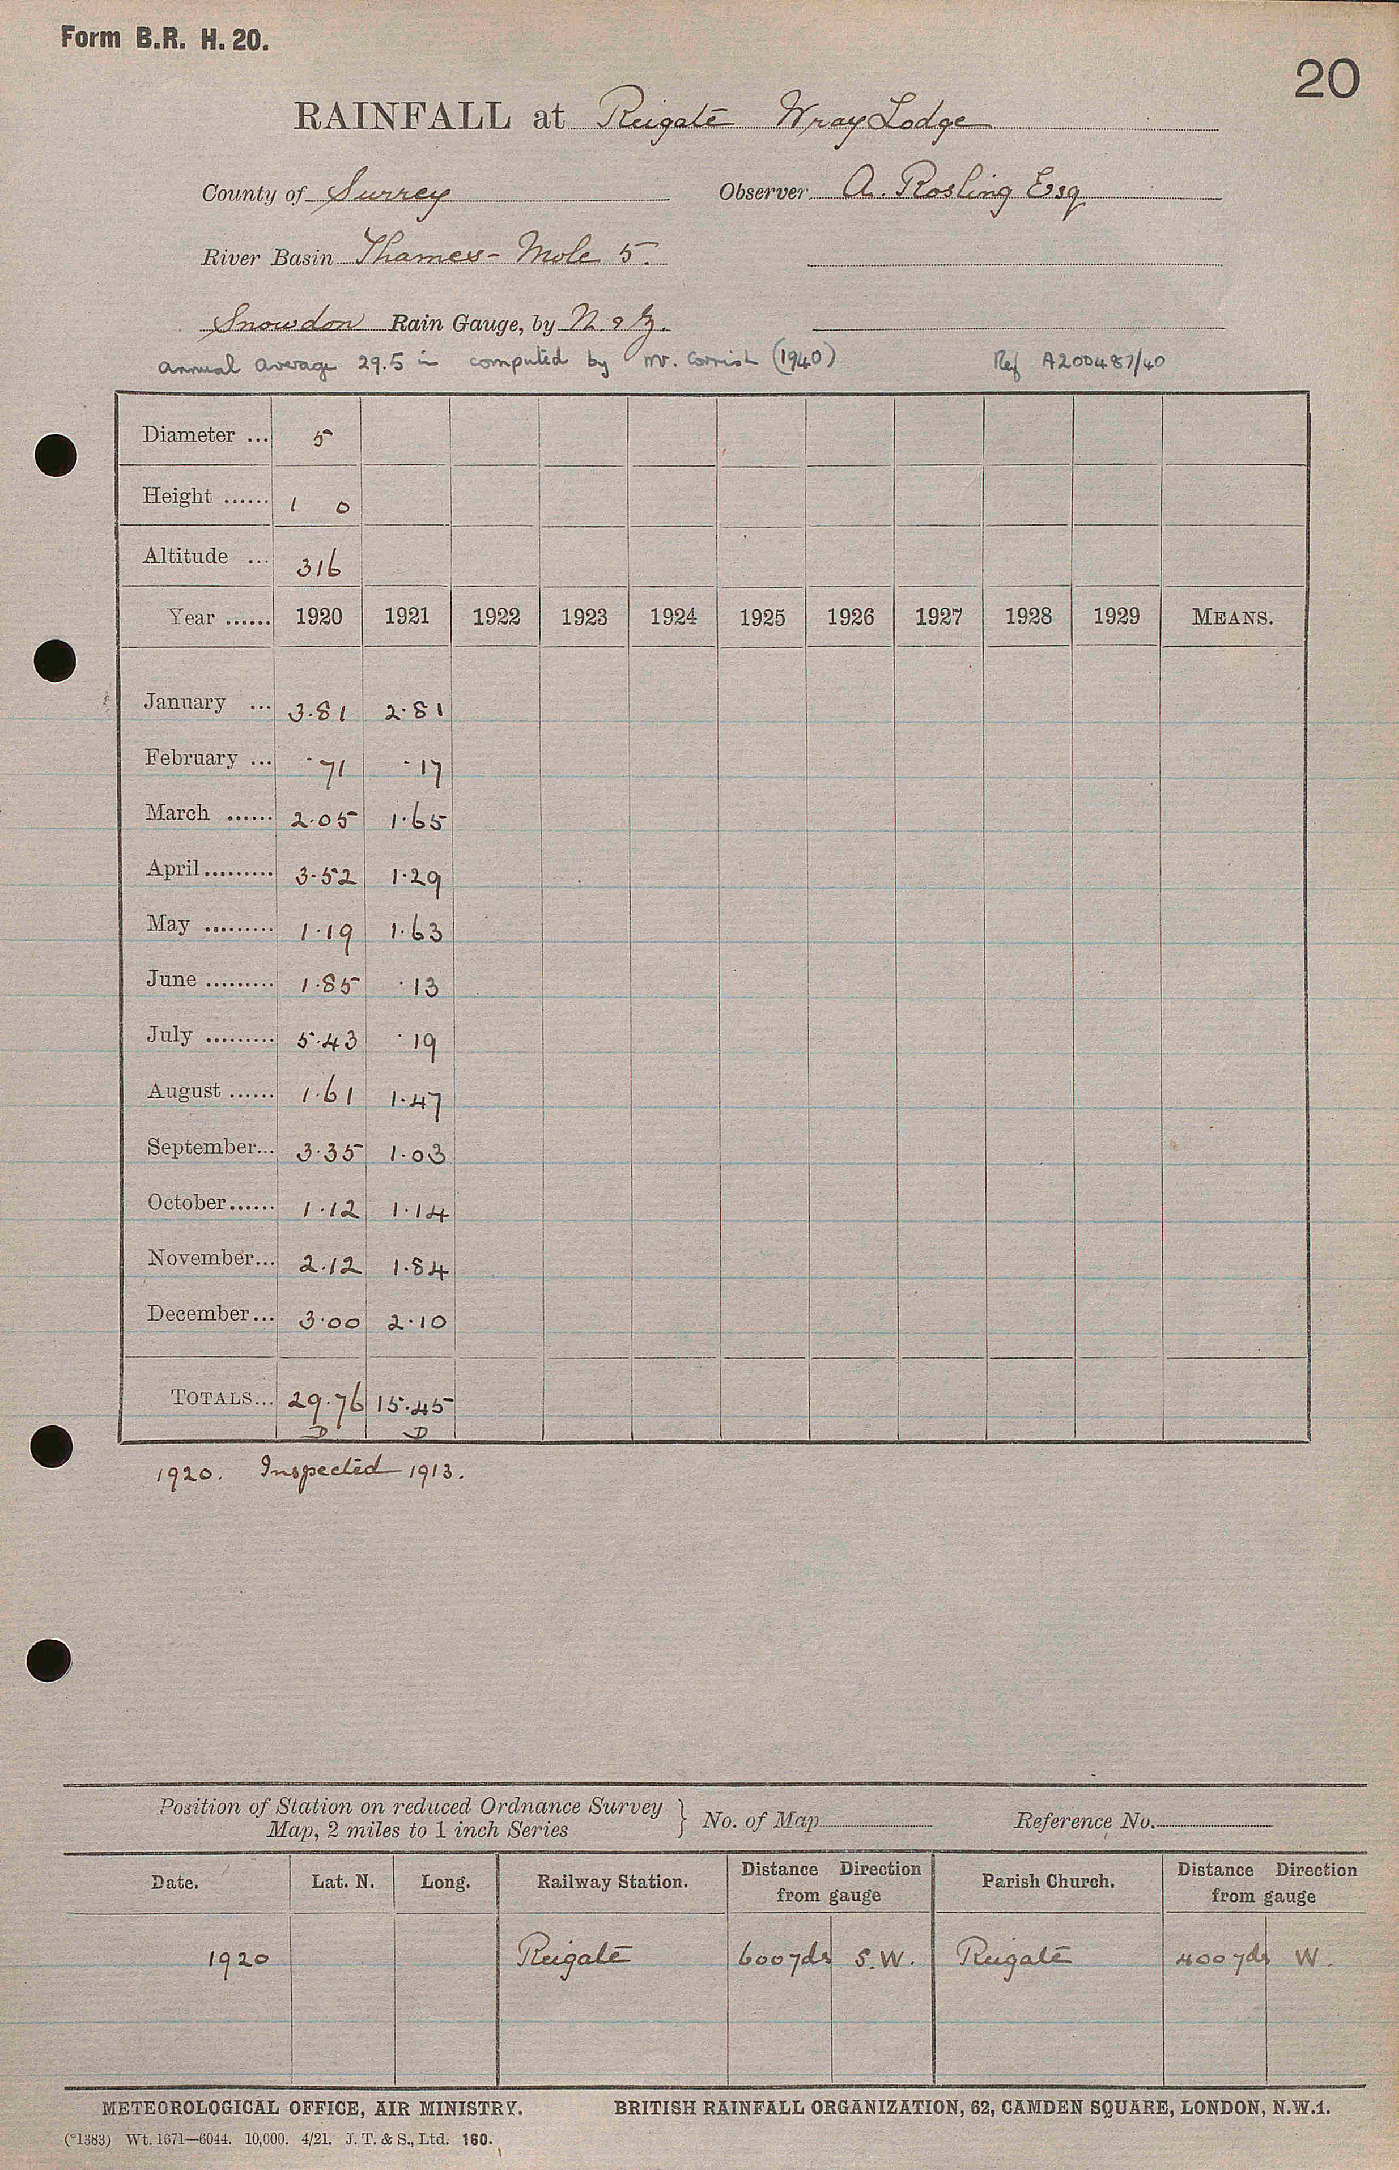 Form B.R. H. 20.
20
RAINFALL at Reigate Wray Lodge
County of Surrey Observer A. Rosling Esq
River Basin Thames - Mole 5.
Snowdon Rain Gauge, by N & Z.
annual average 29.5 in computed by Mr. Cornish (1940) Ref A200487/40
Diameter ... 5
Height ...... 1 0
Altitude ... 316
Year ...... 1920 1921 1922 1923 1924 1925 1926 1927 1928 1929 MEANS.
January ... 3.81 2.81
February ... .71 .17
March ...... 2.05 1.65
April ......... 3.52 1.29
May ......... 1.19 1.63
June ......... 1.85 .13
July ......... 5.43 .19
August ...... 1.61 1.47
September... 3.35 1.03
October ...... 1.12 1.14
November... 2.12 1.84
December... 3.00 2.10
TOTALS... 29.76 15.45
D D
1920. Inspected 1913.
Position of Station on reduced Ordnance Survey
Map, 2 miles to 1 inch Series } No. of Map Reference No.
Date. Lat. N. Long. Railway Station. Distance Direction from gauge Parish Church. Distance Direction from gauge
1920 Reigate 600 yds S.W. Reigate 400 yds W.
METEOROLOGICAL OFFICE, AIR MINISTRY. BRITISH RAINFALL ORGANIZATION, 62, CAMDEN SQUARE, LONDON, N.W.1.
(*1383) Wt. 1671—6044. 10,000. 4/21. J. T. & S., Ltd. 160.